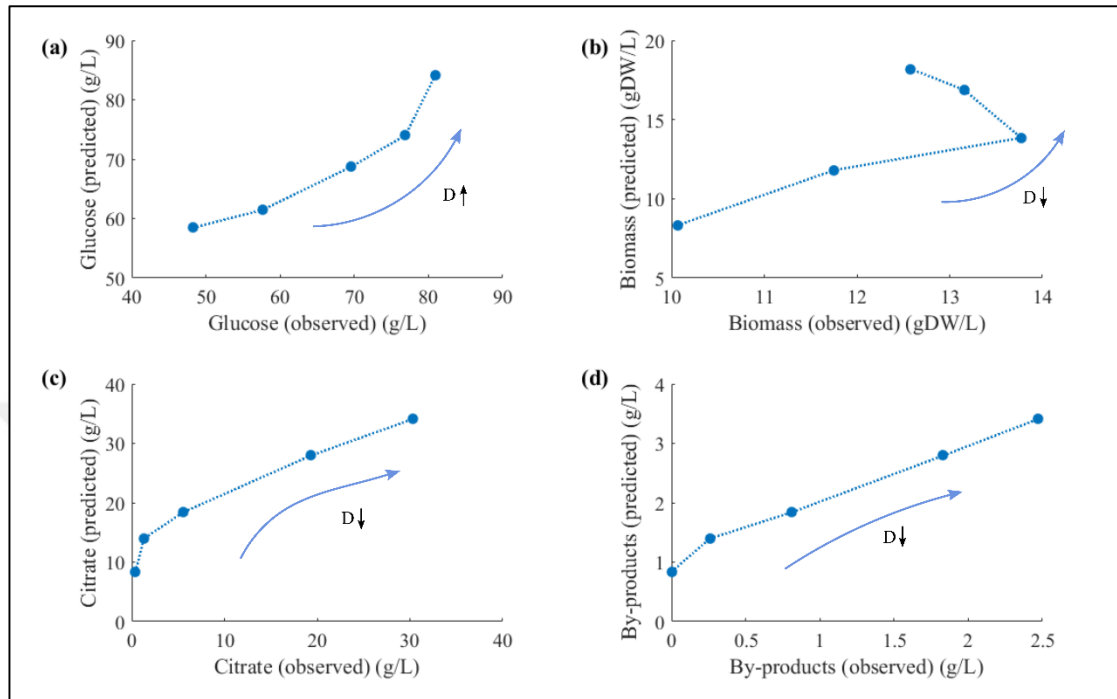 (a)
90
80
70
60
50
Glucose (predicted) (g/L)
40 50 60 70 80 90
Glucose (observed) (g/L)
D
(b)
20
15
10
5
Biomass (predicted) (gDW/L)
10 11 12 13 14
Biomass (observed) (gDW/L)
D
(c)
40
30
20
10
0
Citrate (predicted) (g/L)
0 10 20 30 40
Citrate (observed) (g/L)
D
(d)
4
3
2
1
0
By-products (predicted) (g/L)
0 0.5 1 1.5 2 2.5
By-products (observed) (g/L)
D